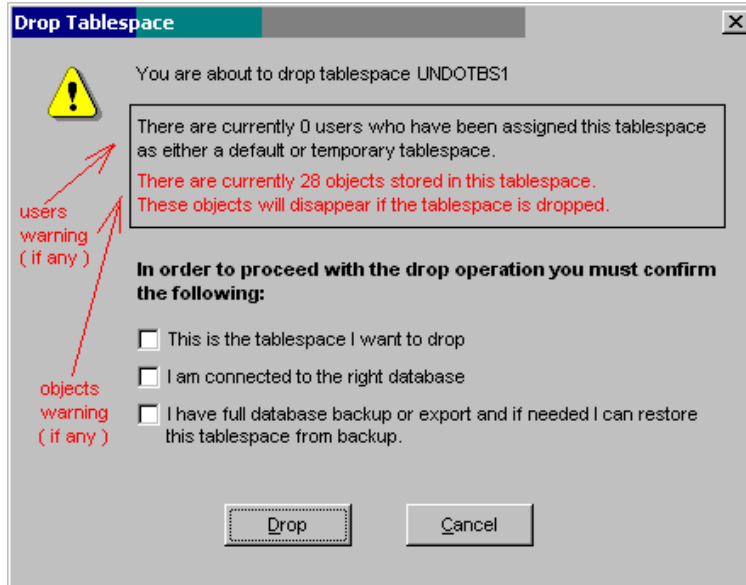 Drop Tablespace
You are about to drop tablespace UNDOTBS1
There are currently 0 users who have been assigned this tablespace
as either a default or temporary tablespace.
There are currently 28 objects stored in this tablespace.
These objects will disappear if the tablespace is dropped.
users
warning
( if any )
In order to proceed with the drop operation you must confirm
the following:
This is the tablespace I want to drop
I am connected to the right database
I have full database backup or export and if needed I can restore
this tablespace from backup.
objects
warning
( if any )
Drop
Cancel